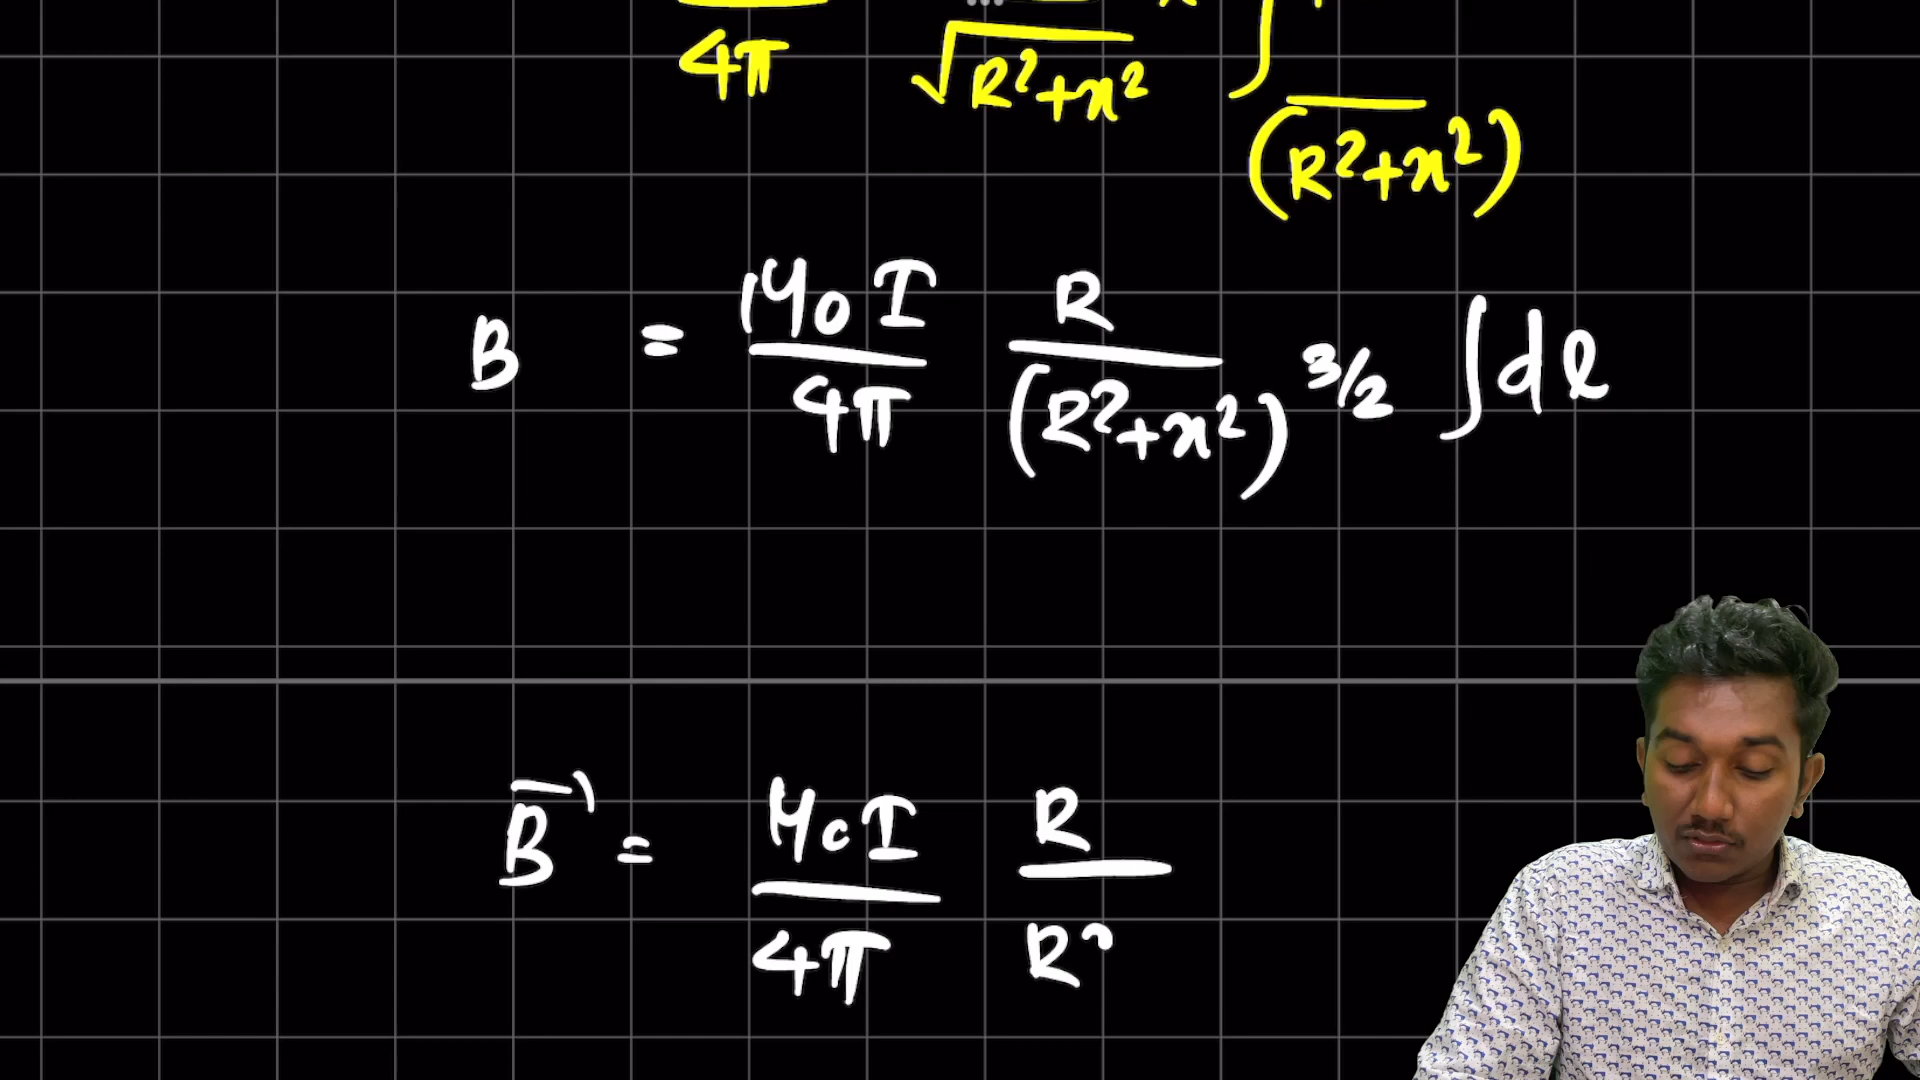 4π √R²+x² ∫ (R²+x²)
B = μ₀I/4π R/(R²+x²)^3/2 ∫dl
B⃗ = μ₀I/4π R/R²